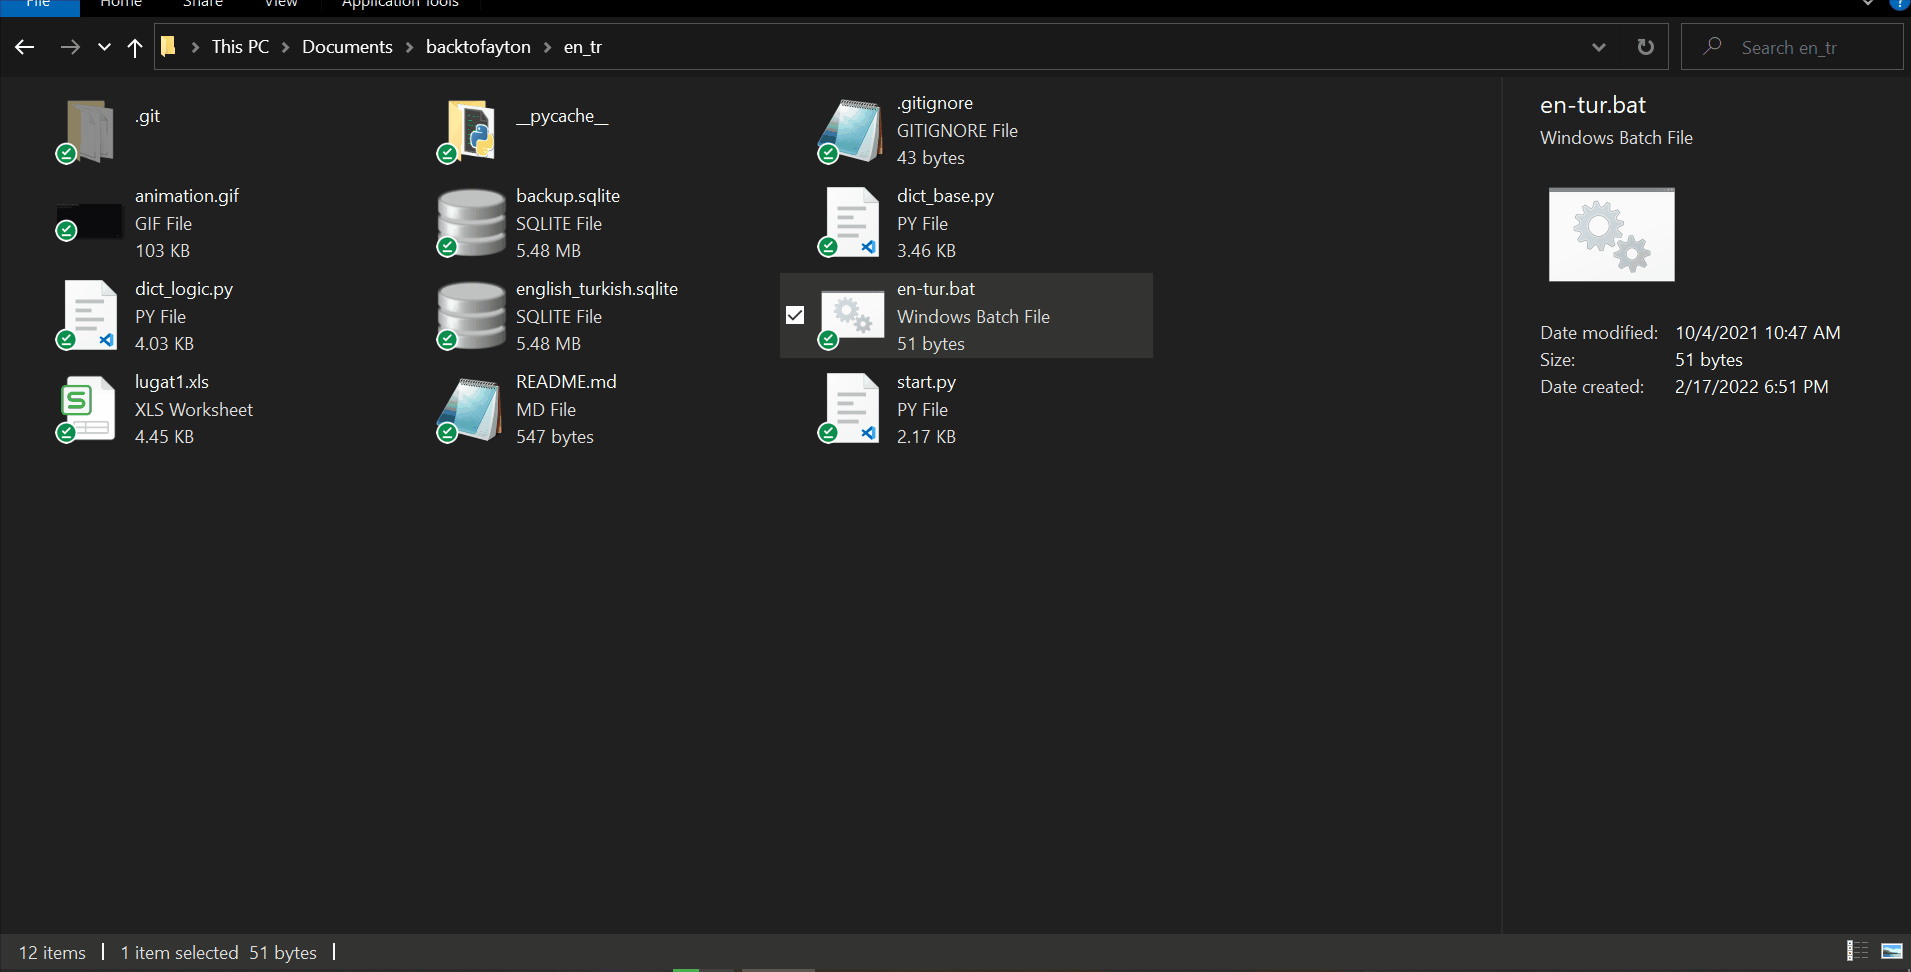 File Home Share View Application Tools
This PC > Documents > backtofayton > en_tr
Search en_tr
.git
__pycache__
.gitignore
GITIGNORE File
43 bytes
animation.gif
GIF File
103 KB
backup.sqlite
SQLITE File
5.48 MB
dict_base.py
PY File
3.46 KB
dict_logic.py
PY File
4.03 KB
english_turkish.sqlite
SQLITE File
5.48 MB
en-tur.bat
Windows Batch File
51 bytes
lugat1.xls
XLS Worksheet
4.45 KB
README.md
MD File
547 bytes
start.py
PY File
2.17 KB
en-tur.bat
Windows Batch File
Date modified: 10/4/2021 10:47 AM
Size: 51 bytes
Date created: 2/17/2022 6:51 PM
12 items | 1 item selected 51 bytes |